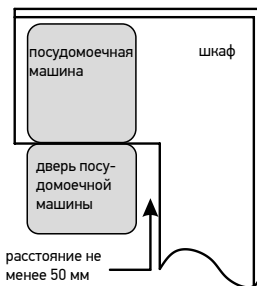 посудомоечная
машина
шкаф
дверь посу-
домоечной
машины
расстояние не
менее 50 мм